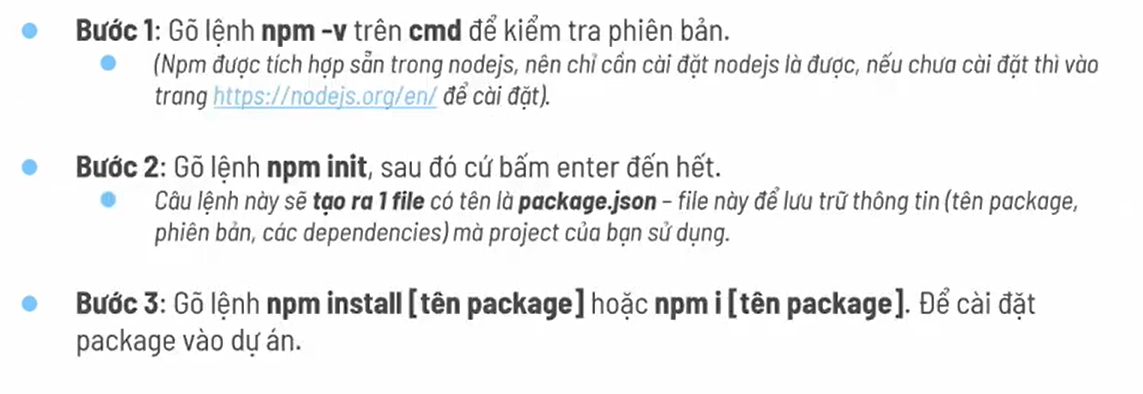 Bước 1: Gõ lệnh npm -v trên cmd để kiểm tra phiên bản.
(Npm được tích hợp sẵn trong nodejs, nên chỉ cần cài đặt nodejs là được, nếu chưa cài đặt thì vào
trang https://nodejs.org/en/ để cài đặt).
Bước 2: Gõ lệnh npm init, sau đó cứ bấm enter đến hết.
Câu lệnh này sẽ tạo ra 1 file có tên là package.json – file này để lưu trữ thông tin (tên package,
phiên bản, các dependencies) mà project của bạn sử dụng.
Bước 3: Gõ lệnh npm install [tên package] hoặc npm i [tên package]. Để cài đặt
package vào dự án.